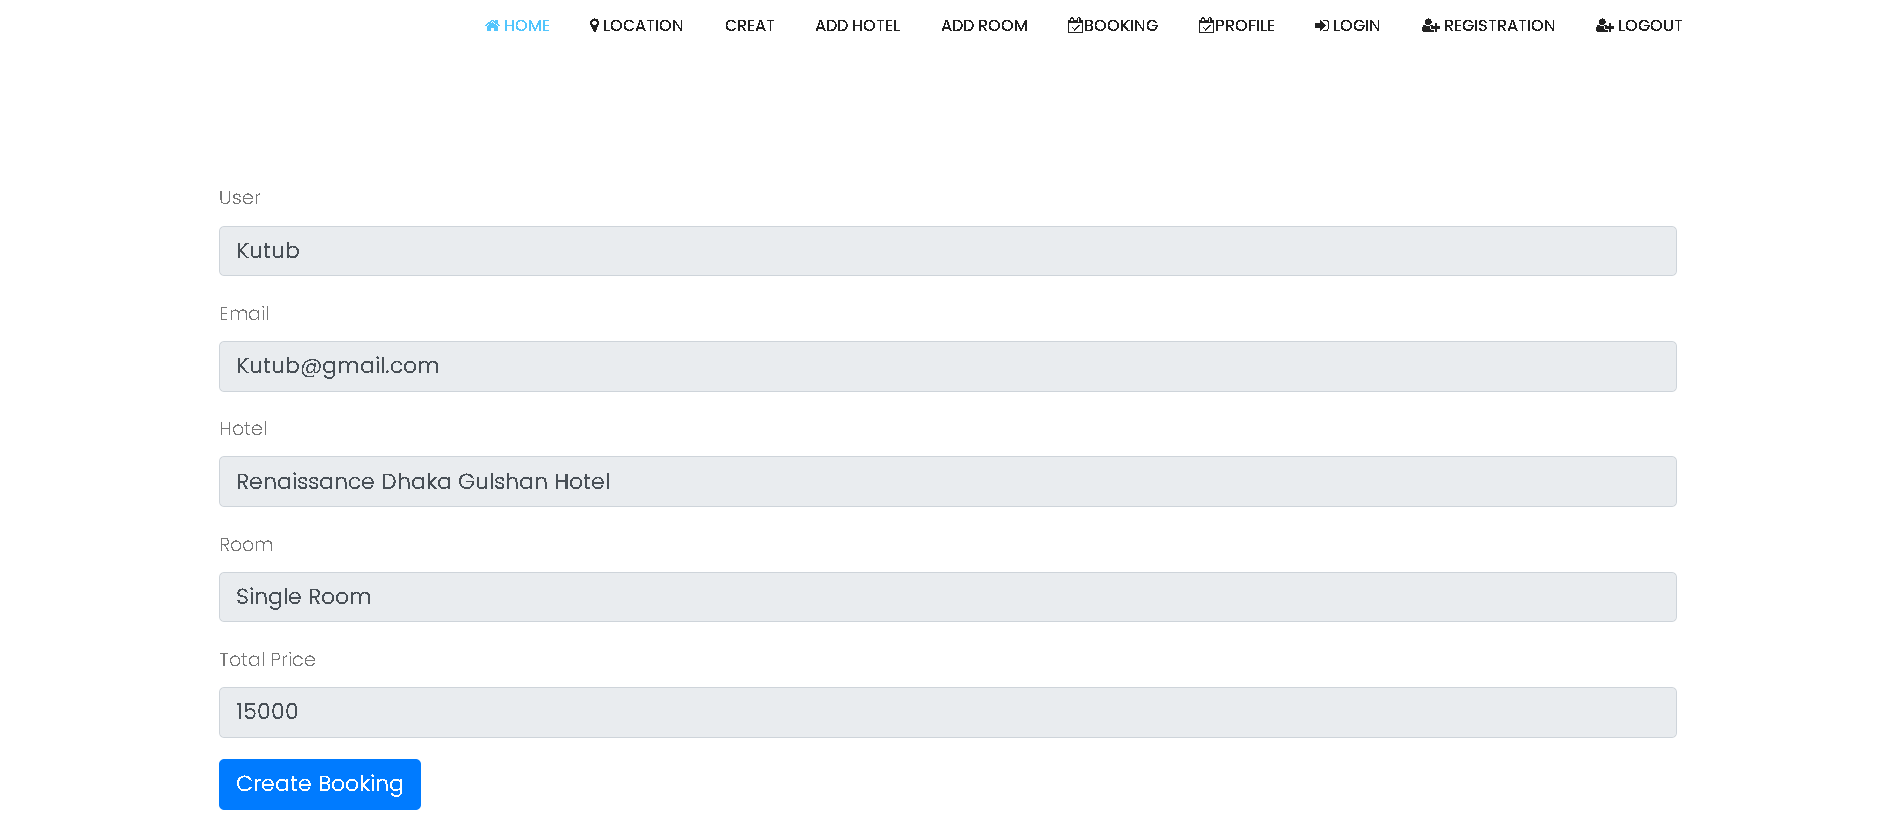 HOME LOCATION CREAT ADD HOTEL ADD ROOM BOOKING PROFILE LOGIN REGISTRATION LOGOUT
User
Kutub
Email
Kutub@gmail.com
Hotel
Renaissance Dhaka Gulshan Hotel
Room
Single Room
Total Price
15000
Create Booking